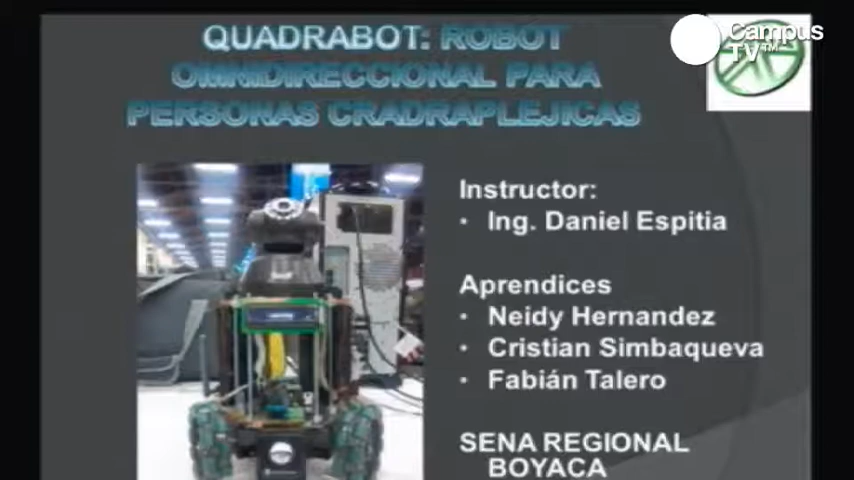 QUADRABOT: ROBOT
OMNIDIRECCIONAL PARA
PERSONAS CRADRAPLEJICAS
Campus
TV™
Instructor:
• Ing. Daniel Espitia
Aprendices
• Neidy Hernandez
• Cristian Simbaqueva
• Fabián Talero
SENA REGIONAL
BOYACA